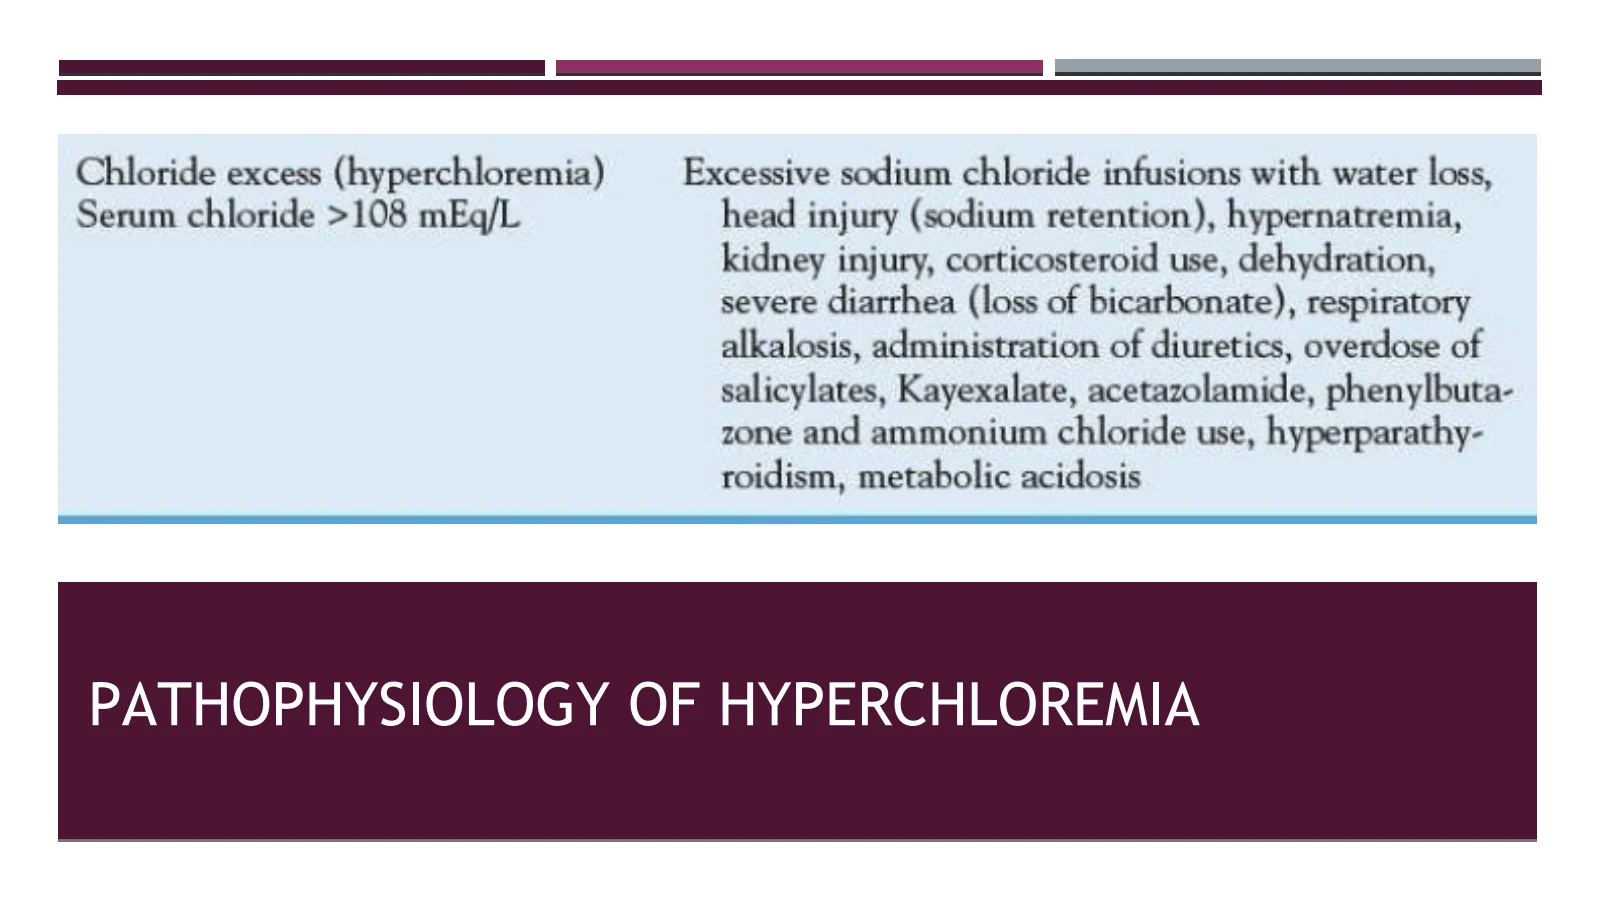 Chloride excess (hyperchloremia)
Serum chloride >108 mEq/L
Excessive sodium chloride infusions with water loss,
head injury (sodium retention), hypernatremia,
kidney injury, corticosteroid use, dehydration,
severe diarrhea (loss of bicarbonate), respiratory
alkalosis, administration of diuretics, overdose of
salicylates, Kayexalate, acetazolamide, phenylbuta-
zone and ammonium chloride use, hyperparathy-
roidism, metabolic acidosis
PATHOPHYSIOLOGY OF HYPERCHLOREMIA